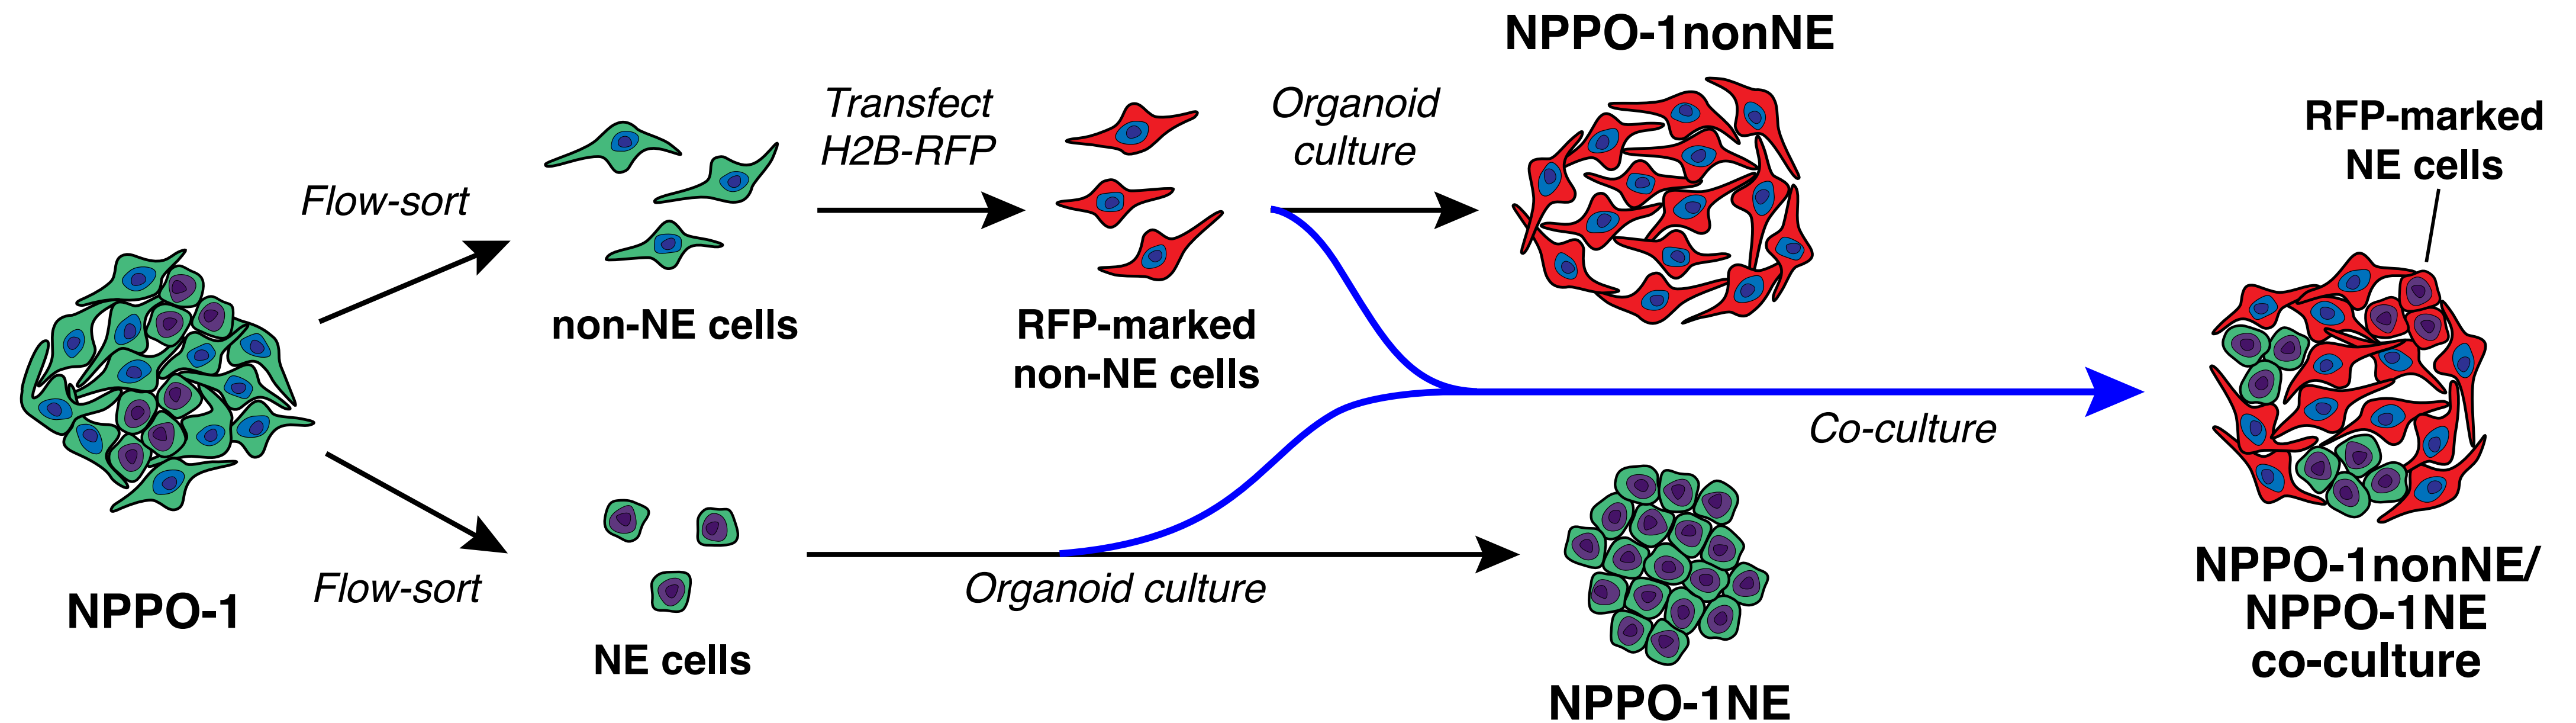 NPPO-1
Flow-sort
Flow-sort
non-NE cells
NE cells
Transfect
H2B-RFP
RFP-marked
non-NE cells
Organoid
culture
NPPO-1nonNE
Organoid culture
NPPO-1NE
Co-culture
RFP-marked
NE cells
NPPO-1nonNE/
NPPO-1NE
co-culture